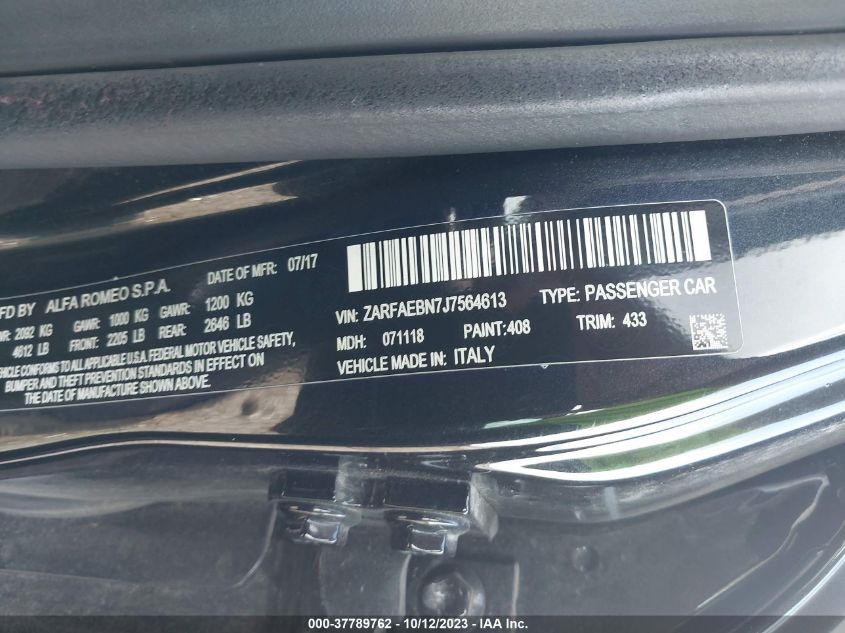 FD BY ALFA ROMEO S.P.A. DATE OF MFR: 07/17
WR: 2092 KG GAWR: 1000 KG GAWR: 1200 KG
4612 LB FRONT: 2205 LB REAR: 2646 LB
VEHICLE CONFORMS TO ALL APPLICABLE U.S.A. FEDERAL MOTOR VEHICLE SAFETY,
BUMPER AND THEFT PREVENTION STANDARDS IN EFFECT ON
THE DATE OF MANUFACTURE SHOWN ABOVE.
VIN: ZARFAEBN7J7564613 TYPE: PASSENGER CAR
MDH: 071118 PAINT: 408 TRIM: 433
VEHICLE MADE IN: ITALY
000-37789762 - 10/12/2023 - IAA Inc.